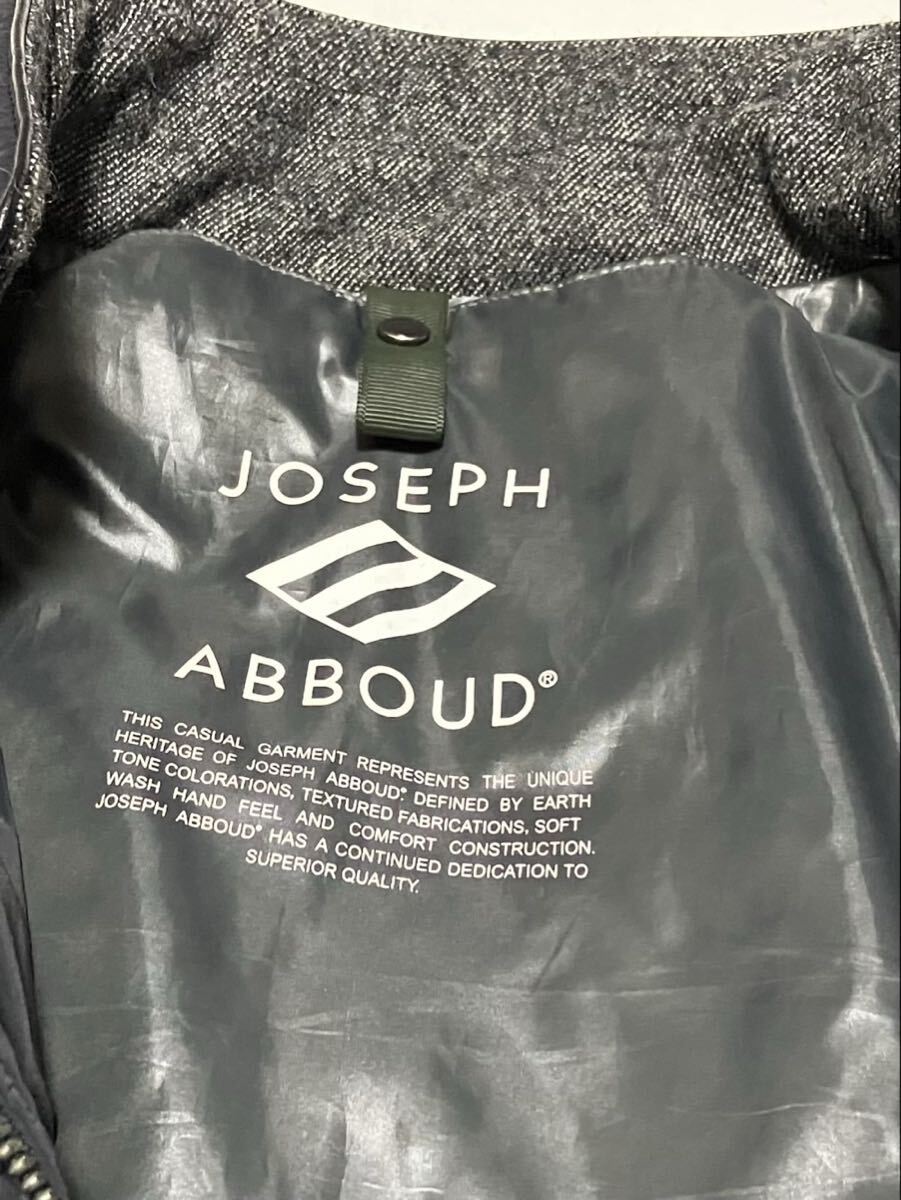 JOSEPH
ABBOUD®
THIS CASUAL GARMENT REPRESENTS THE UNIQUE
HERITAGE OF JOSEPH ABBOUD®, DEFINED BY EARTH
TONE COLORATIONS, TEXTURED FABRICATIONS, SOFT
WASH HAND FEEL AND COMFORT CONSTRUCTION.
JOSEPH ABBOUD® HAS A CONTINUED DEDICATION TO
SUPERIOR QUALITY.